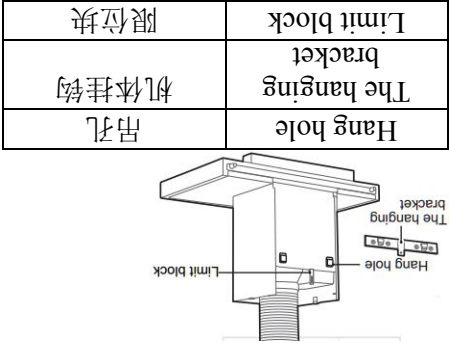 Limit block
Hang hole
The hanging
bracket
Hang hole 吊孔
The hanging
bracket 机体挂钩
Limit block 限位块